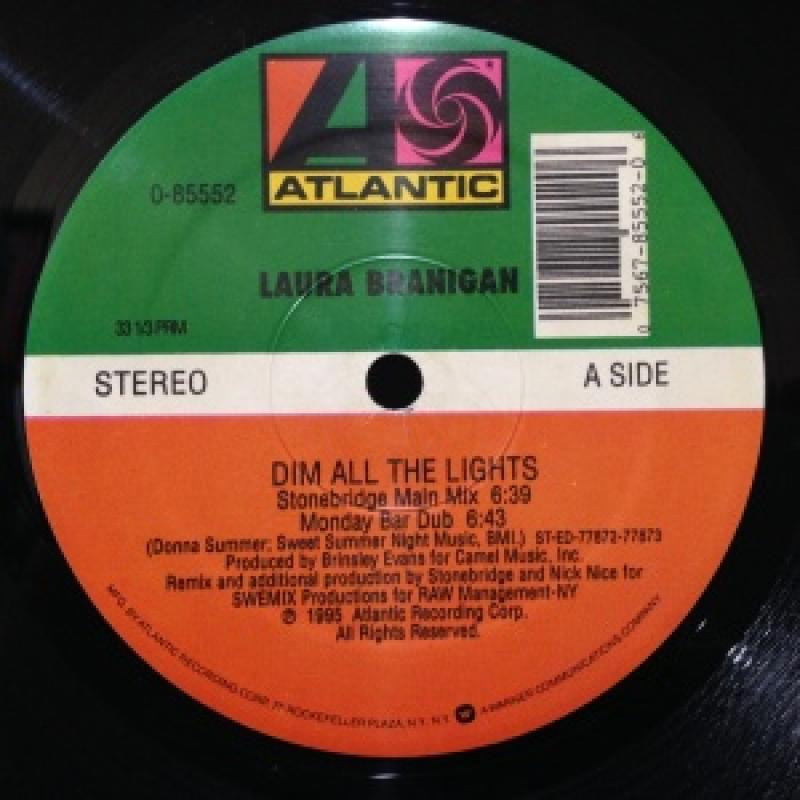 ATLANTIC
0-85552
0 7567-85552-0 6
LAURA BRANIGAN
33 1/3 PRM
STEREO
A SIDE
DIM ALL THE LIGHTS
Stonebridge Main Mix 6:39
Monday Bar Dub 6:43
(Donna Summer; Sweet Summer Night Music, BMI.) ST-ED-77872-77873
Produced by Brinsley Evans for Camel Music, Inc.
Remix and additional production by Stonebridge and Nick Nice for
SWEMIX Productions for RAW Management-NY
℗ 1995 Atlantic Recording Corp.
All Rights Reserved.
MFG. BY ATLANTIC RECORDING CORP. 75 ROCKEFELLER PLAZA, N.Y. N.Y. A WARNER COMMUNICATIONS COMPANY